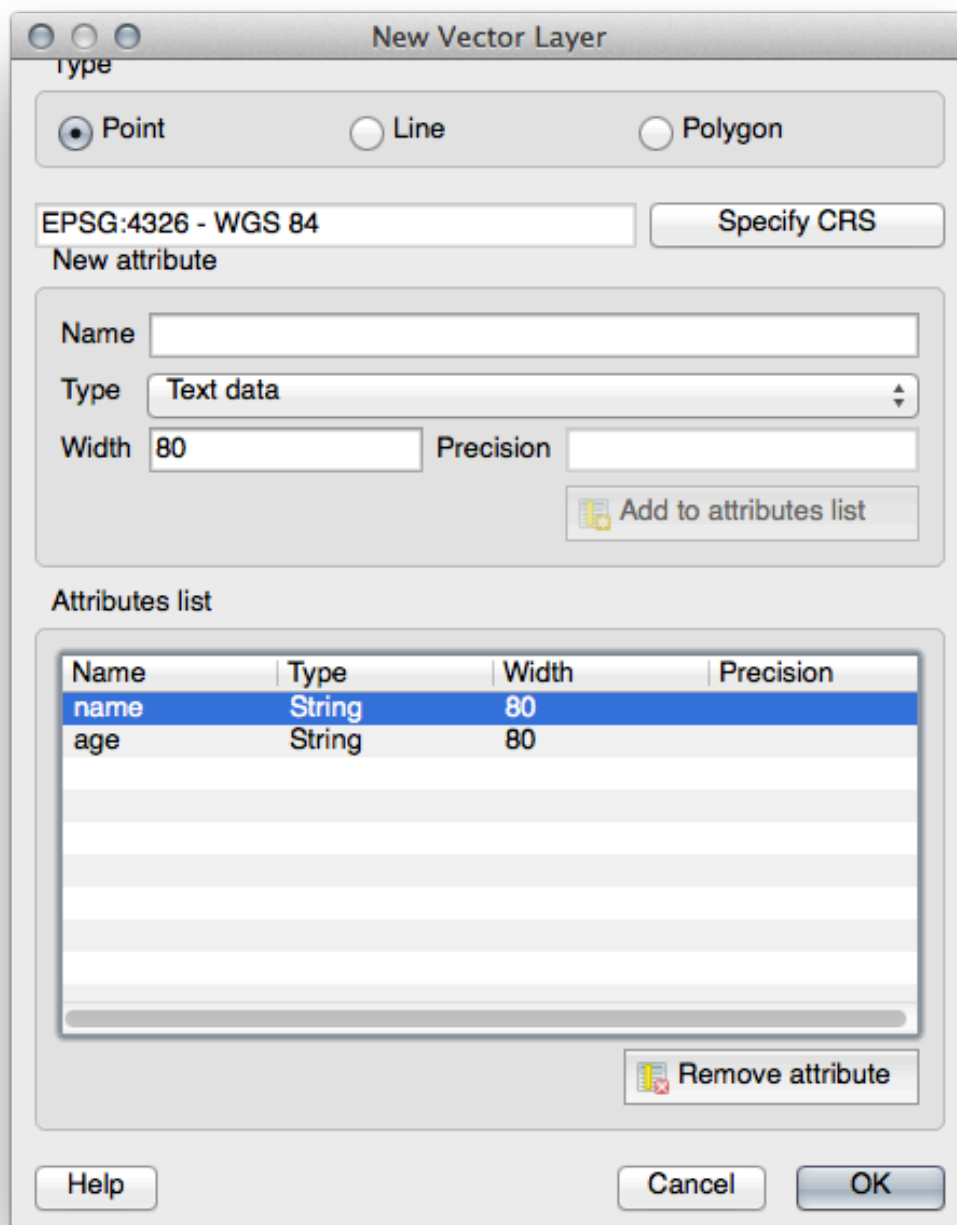 New Vector Layer
Type
Point Line Polygon
EPSG:4326 - WGS 84 Specify CRS
New attribute
Name
Type Text data
Width 80 Precision
Add to attributes list
Attributes list
Name Type Width Precision
name String 80
age String 80
Remove attribute
Help Cancel OK